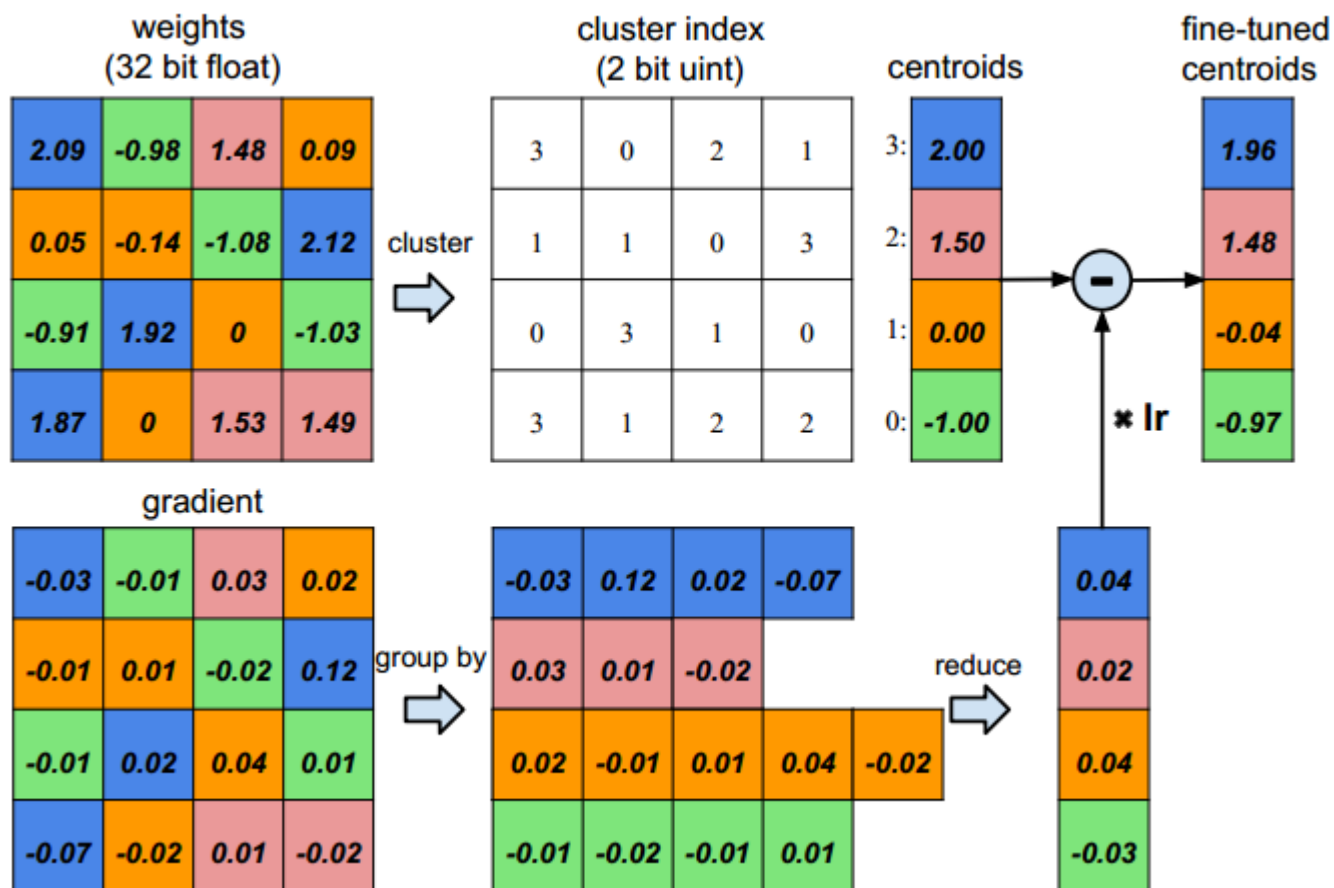 weights
(32 bit float)
cluster index
(2 bit uint)
centroids
fine-tuned
centroids
2.09 -0.98 1.48 0.09
0.05 -0.14 -1.08 2.12
-0.91 1.92 0 -1.03
1.87 0 1.53 1.49
cluster
3 0 2 1
1 1 0 3
0 3 1 0
3 1 2 2
3: 2.00
2: 1.50
1: 0.00
0: -1.00
-
× lr
1.96
1.48
-0.04
-0.97
gradient
-0.03 -0.01 0.03 0.02
-0.01 0.01 -0.02 0.12
-0.01 0.02 0.04 0.01
-0.07 -0.02 0.01 -0.02
group by
-0.03 0.12 0.02 -0.07
0.03 0.01 -0.02
0.02 -0.01 0.01 0.04 -0.02
-0.01 -0.02 -0.01 0.01
reduce
0.04
0.02
0.04
-0.03